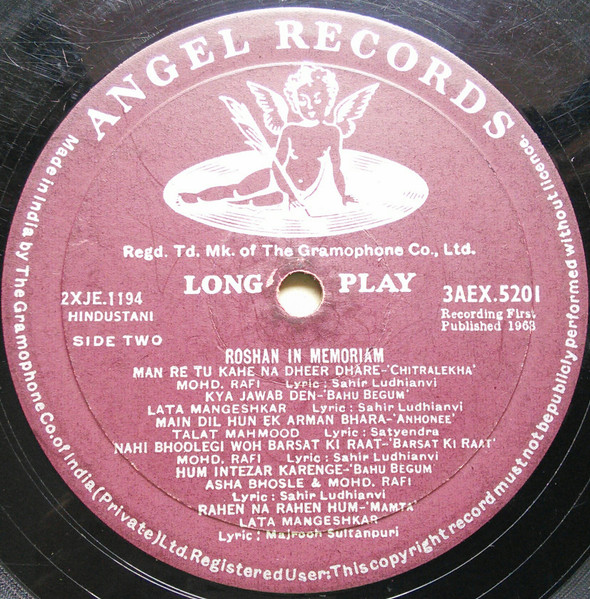 ANGEL RECORDS
Regd. Td. Mk. of The Gramophone Co., Ltd.
LONG PLAY
2XJE.1194
HINDUSTANI
SIDE TWO
3AEX.5201
Recording First
Published 1968
ROSHAN IN MEMORIAM
MAN RE TU KAHE NA DHEER DHARE-'CHITRALEKHA'
MOHD. RAFI Lyric: Sahir Ludhianvi
KYA JAWAB DEN-'BAHU BEGUM'
LATA MANGESHKAR Lyric: Sahir Ludhianvi
MAIN DIL HUN EK ARMAN BHARA-'ANHONEE'
TALAT MAHMOOD Lyric: Satyendra
NAHI BHODLEGI WOH BARSAT KI RAAT-'BARSAT KI RAAT'
MOHD. RAFI Lyric: Sahir Ludhianvi
HUM INTEZAR KARENGE-'BAHU BEGUM'
ASHA BHOSLE & MOHD. RAFI
Lyric: Sahir Ludhianvi
RAHEN NA RAHEN HUM-'MAMTA'
LATA MANGESHKAR
Lyric: Majrooh Sultanpuri
Made in India by The Gramophone Co. of India (Private) Ltd. Registered User: This copyright record must not be publicly performed without licence.